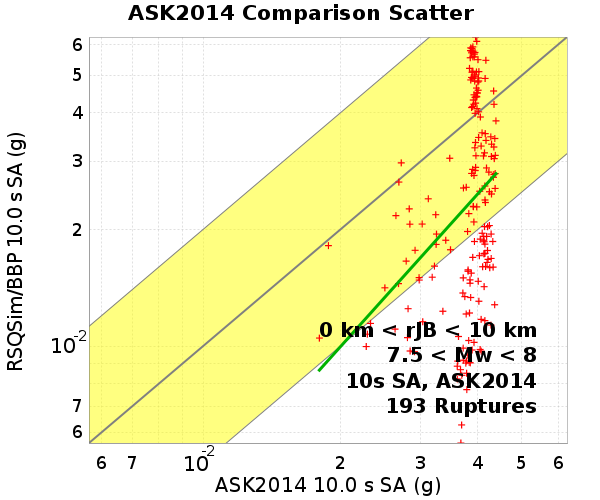 ASK2014 Comparison Scatter
RSQSim/BBP 10.0 s SA (g)
6
5
4
3
2
10^-2
7
6
0 km < rJB < 10 km
7.5 < Mw < 8
10s SA, ASK2014
193 Ruptures
6 7 10^-2 2 3 4 5 6
ASK2014 10.0 s SA (g)